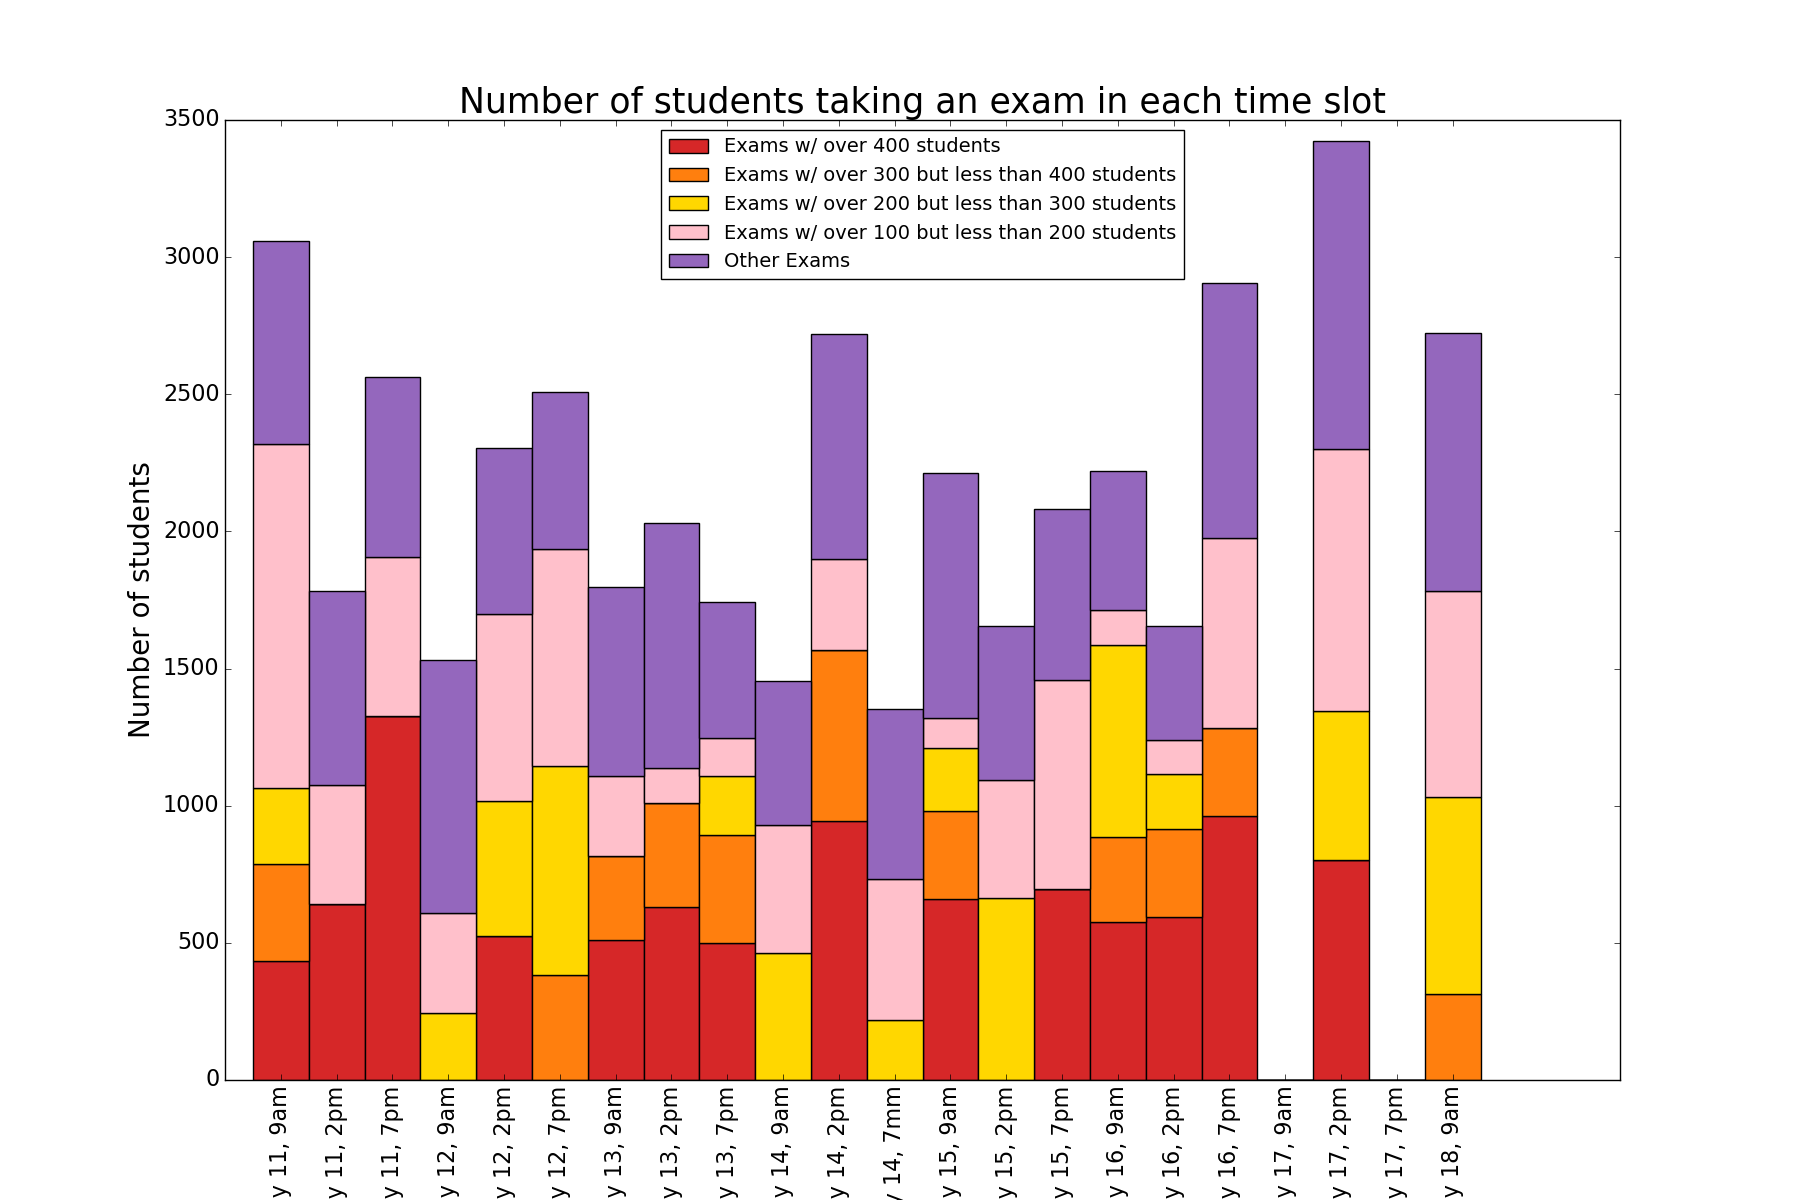 Number of students taking an exam in each time slot
Exams w/ over 400 students
Exams w/ over 300 but less than 400 students
Exams w/ over 200 but less than 300 students
Exams w/ over 100 but less than 200 students
Other Exams
Number of students
3500
3000
2500
2000
1500
1000
500
0
y 11, 9am
y 11, 2pm
y 11, 7pm
y 12, 9am
y 12, 2pm
y 12, 7pm
y 13, 9am
y 13, 2pm
y 13, 7pm
y 14, 9am
y 14, 2pm
y 14, 7mm
y 15, 9am
y 15, 2pm
y 15, 7pm
y 16, 9am
y 16, 2pm
y 16, 7pm
y 17, 9am
y 17, 2pm
y 17, 7pm
y 18, 9am